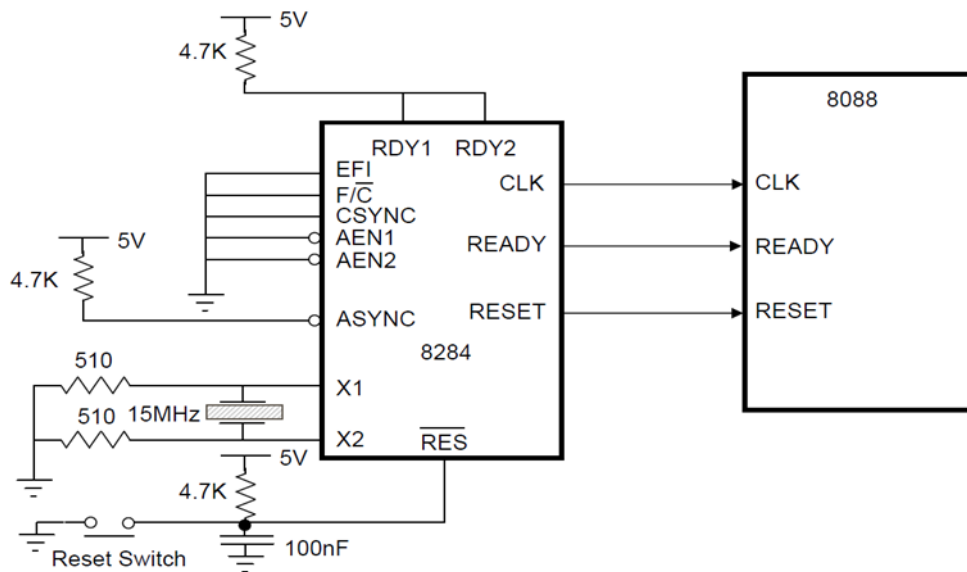 5V
4.7K
8088
RDY1 RDY2
EFI
F/C̅
CSYNC
AEN1
AEN2
CLK
CLK
5V
4.7K
READY
READY
ASYNC
RESET
RESET
8284
510
X1
15MHz
510
X2
R̅E̅S̅
5V
4.7K
100nF
Reset Switch